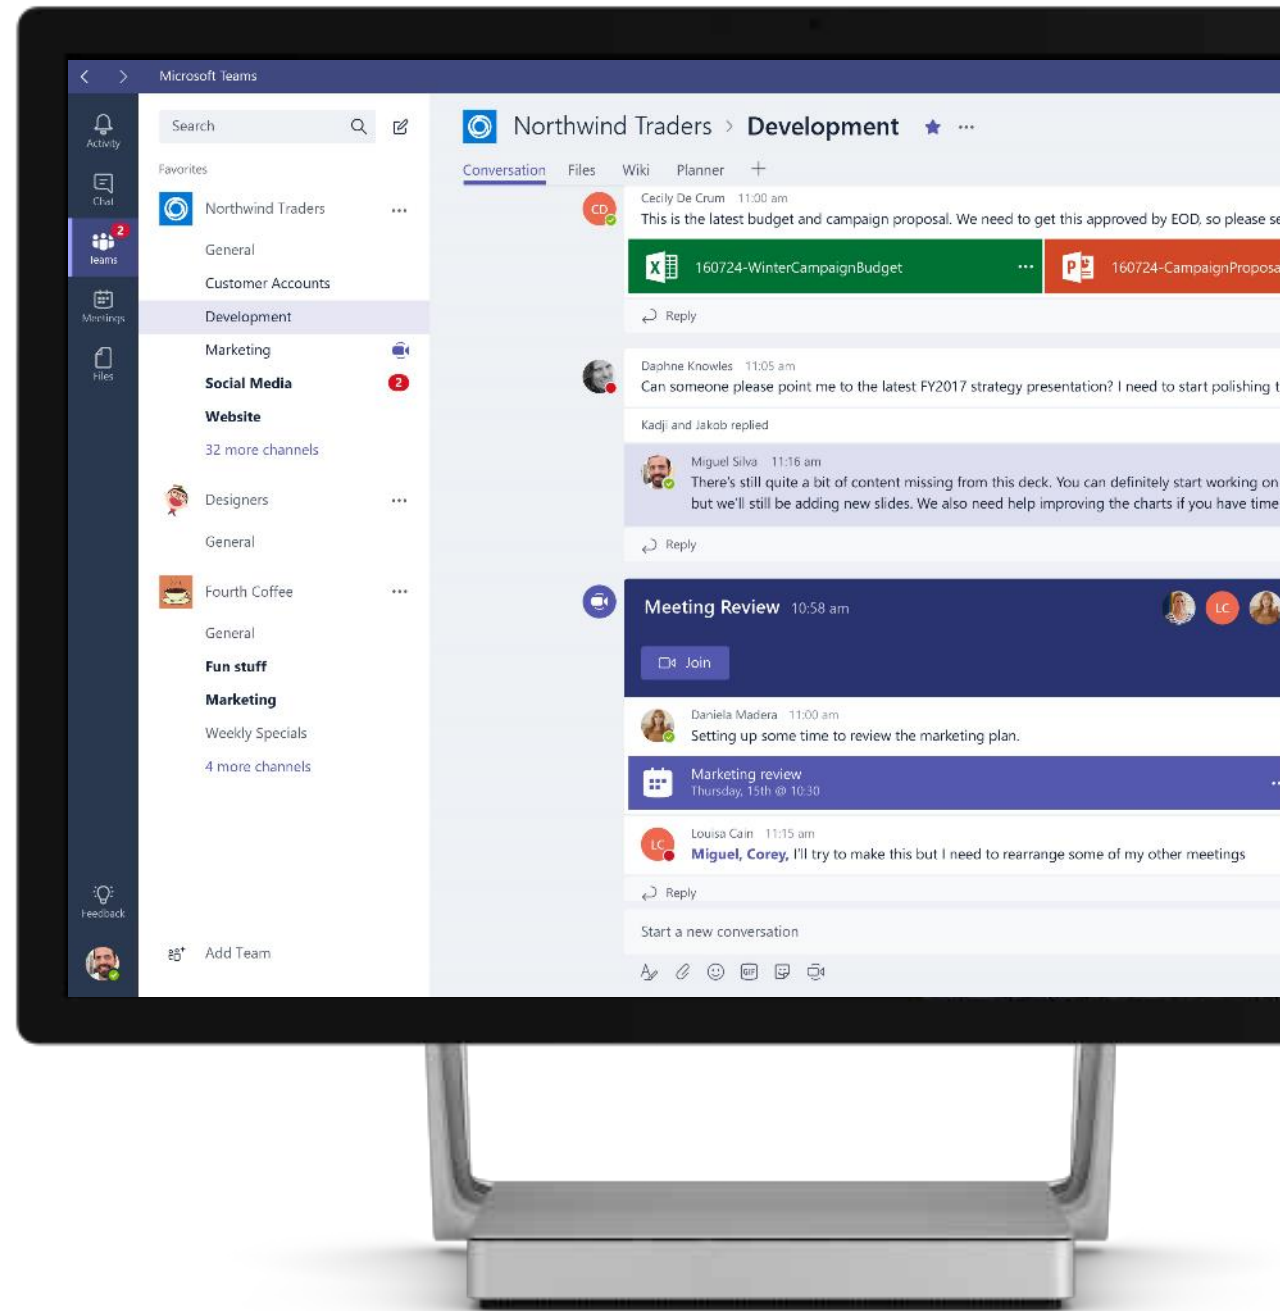 Microsoft Teams
Activity
Chat
2
Teams
Meetings
Files
Feedback
Search
Favorites
Northwind Traders
General
Customer Accounts
Development
Marketing
Social Media 2
Website
32 more channels
Designers
General
Fourth Coffee
General
Fun stuff
Marketing
Weekly Specials
4 more channels
Add Team
Northwind Traders > Development
Conversation Files Wiki Planner
CD
Cecily De Crum 11:00 am
This is the latest budget and campaign proposal. We need to get this approved by EOD, so please se
160724-WinterCampaignBudget
160724-CampaignProposa
Reply
Daphne Knowles 11:05 am
Can someone please point me to the latest FY2017 strategy presentation? I need to start polishing t
Kadji and Jakob replied
Miguel Silva 11:16 am
There's still quite a bit of content missing from this deck. You can definitely start working on
but we'll still be adding new slides. We also need help improving the charts if you have time
Reply
Meeting Review 10:58 am
LC
Join
Daniela Madera 11:00 am
Setting up some time to review the marketing plan.
Marketing review
Thursday, 15th @ 10:30
LC
Louisa Cain 11:15 am
Miguel, Corey, I'll try to make this but I need to rearrange some of my other meetings
Reply
Start a new conversation
GIF